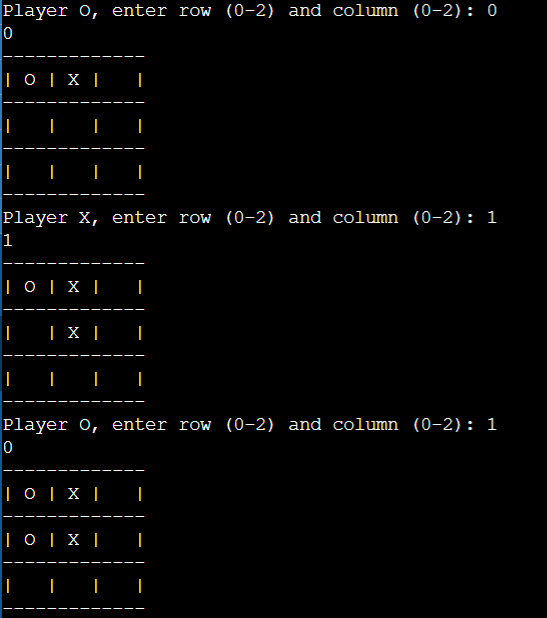 Player O, enter row (0-2) and column (0-2): 0
0
-------------
| O | X |   |
-------------
|   |   |   |
-------------
|   |   |   |
-------------
Player X, enter row (0-2) and column (0-2): 1
1
-------------
| O | X |   |
-------------
|   | X |   |
-------------
|   |   |   |
-------------
Player O, enter row (0-2) and column (0-2): 1
0
-------------
| O | X |   |
-------------
| O | X |   |
-------------
|   |   |   |
-------------